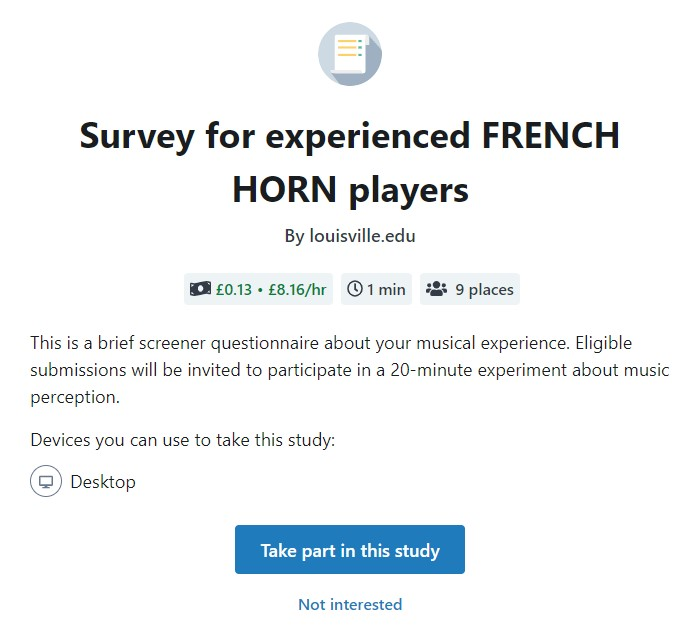 Survey for experienced FRENCH
HORN players
By louisville.edu
£0.13 • £8.16/hr 1 min 9 places
This is a brief screener questionnaire about your musical experience. Eligible
submissions will be invited to participate in a 20-minute experiment about music
perception.
Devices you can use to take this study:
Desktop
Take part in this study
Not interested